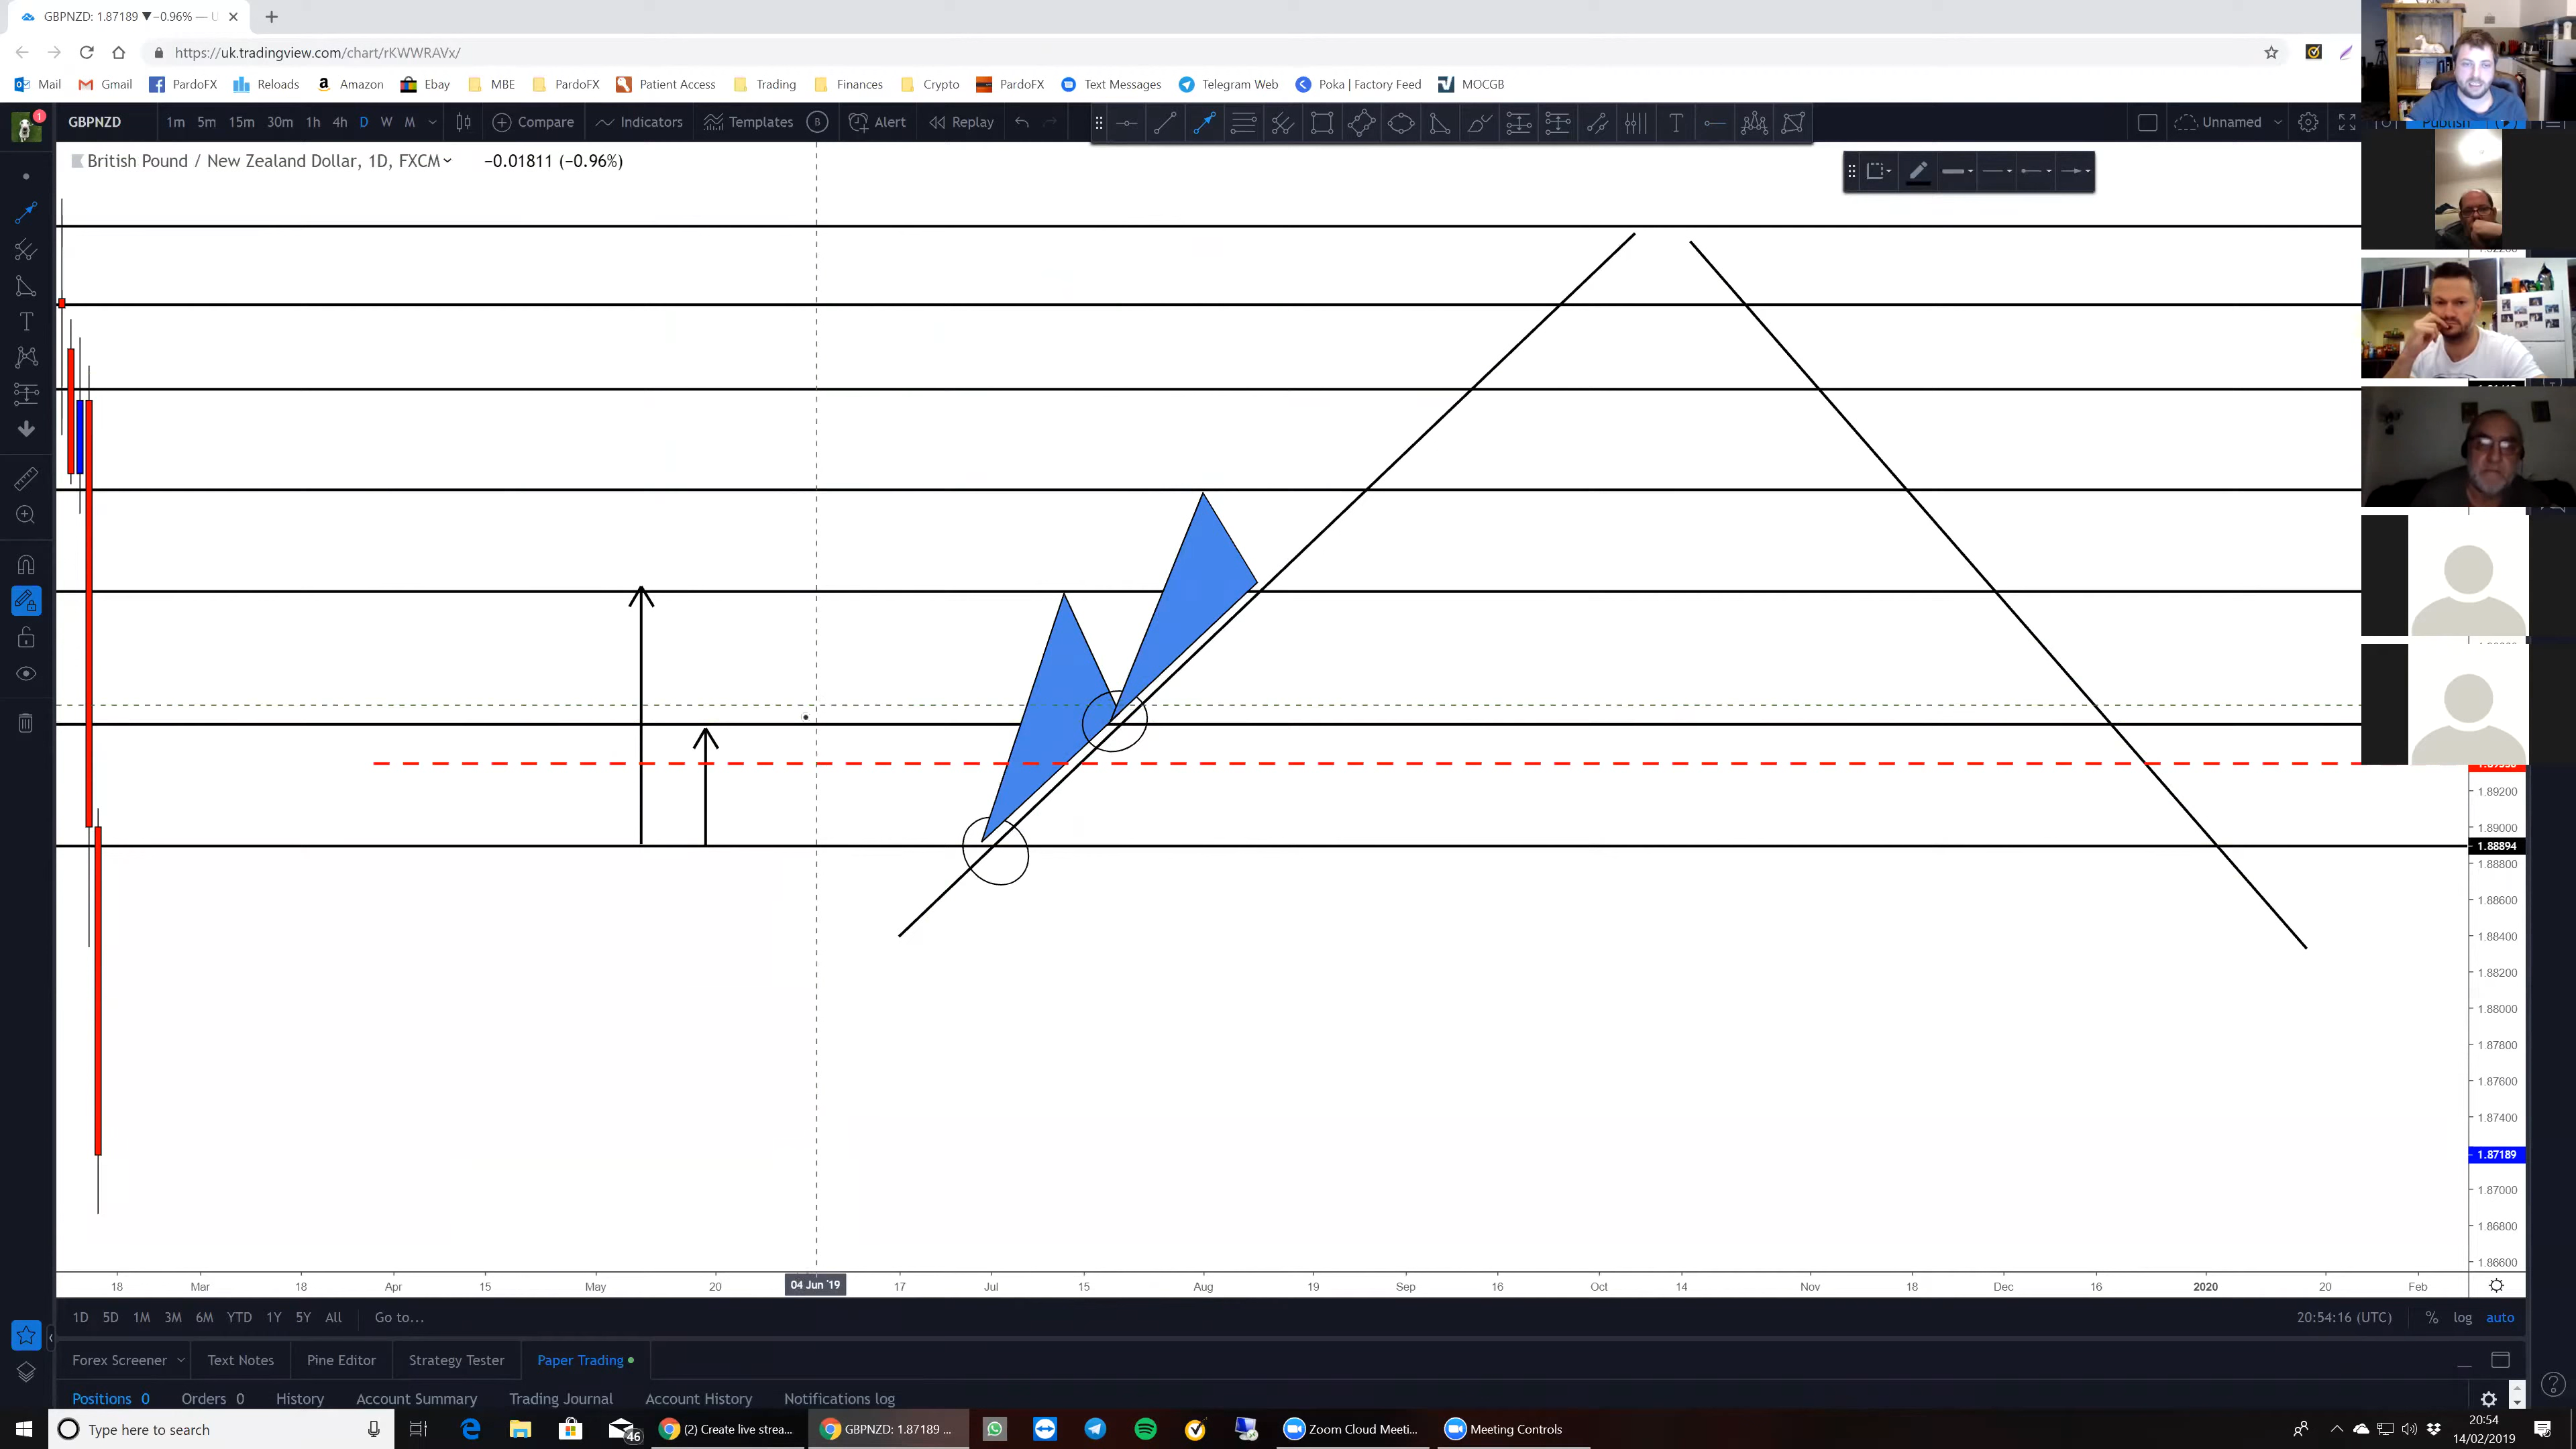 GBPNZD: 1.87189 ▼ −0.96% — U
https://uk.tradingview.com/chart/rKWWRAVx/
Mail Gmail PardoFX Reloads Amazon Ebay MBE PardoFX Patient Access Trading Finances Crypto PardoFX Text Messages Telegram Web Poka | Factory Feed MOCGB
1 GBPNZD 1m 5m 15m 30m 1h 4h D W M Compare Indicators Templates B Alert Replay Unnamed Publish
British Pound / New Zealand Dollar, 1D, FXCM −0.01811 (−0.96%)
1.89200
1.89000
1.88894
1.88800
1.88600
1.88400
1.88200
1.88000
1.87800
1.87600
1.87400
1.87189
1.87000
1.86800
1.86600
18 Mar 18 Apr 15 May 20 04 Jun '19 17 Jul 15 Aug 19 Sep 16 Oct 14 Nov 18 Dec 16 2020 20 Feb
1D 5D 1M 3M 6M YTD 1Y 5Y All Go to... 20:54:16 (UTC) % log auto
Forex Screener Text Notes Pine Editor Strategy Tester Paper Trading
Positions 0 Orders 0 History Account Summary Trading Journal Account History Notifications log
Type here to search 46 (2) Create live strea... GBPNZD: 1.87189 ... Zoom Cloud Meeti... Meeting Controls 20:54
14/02/2019